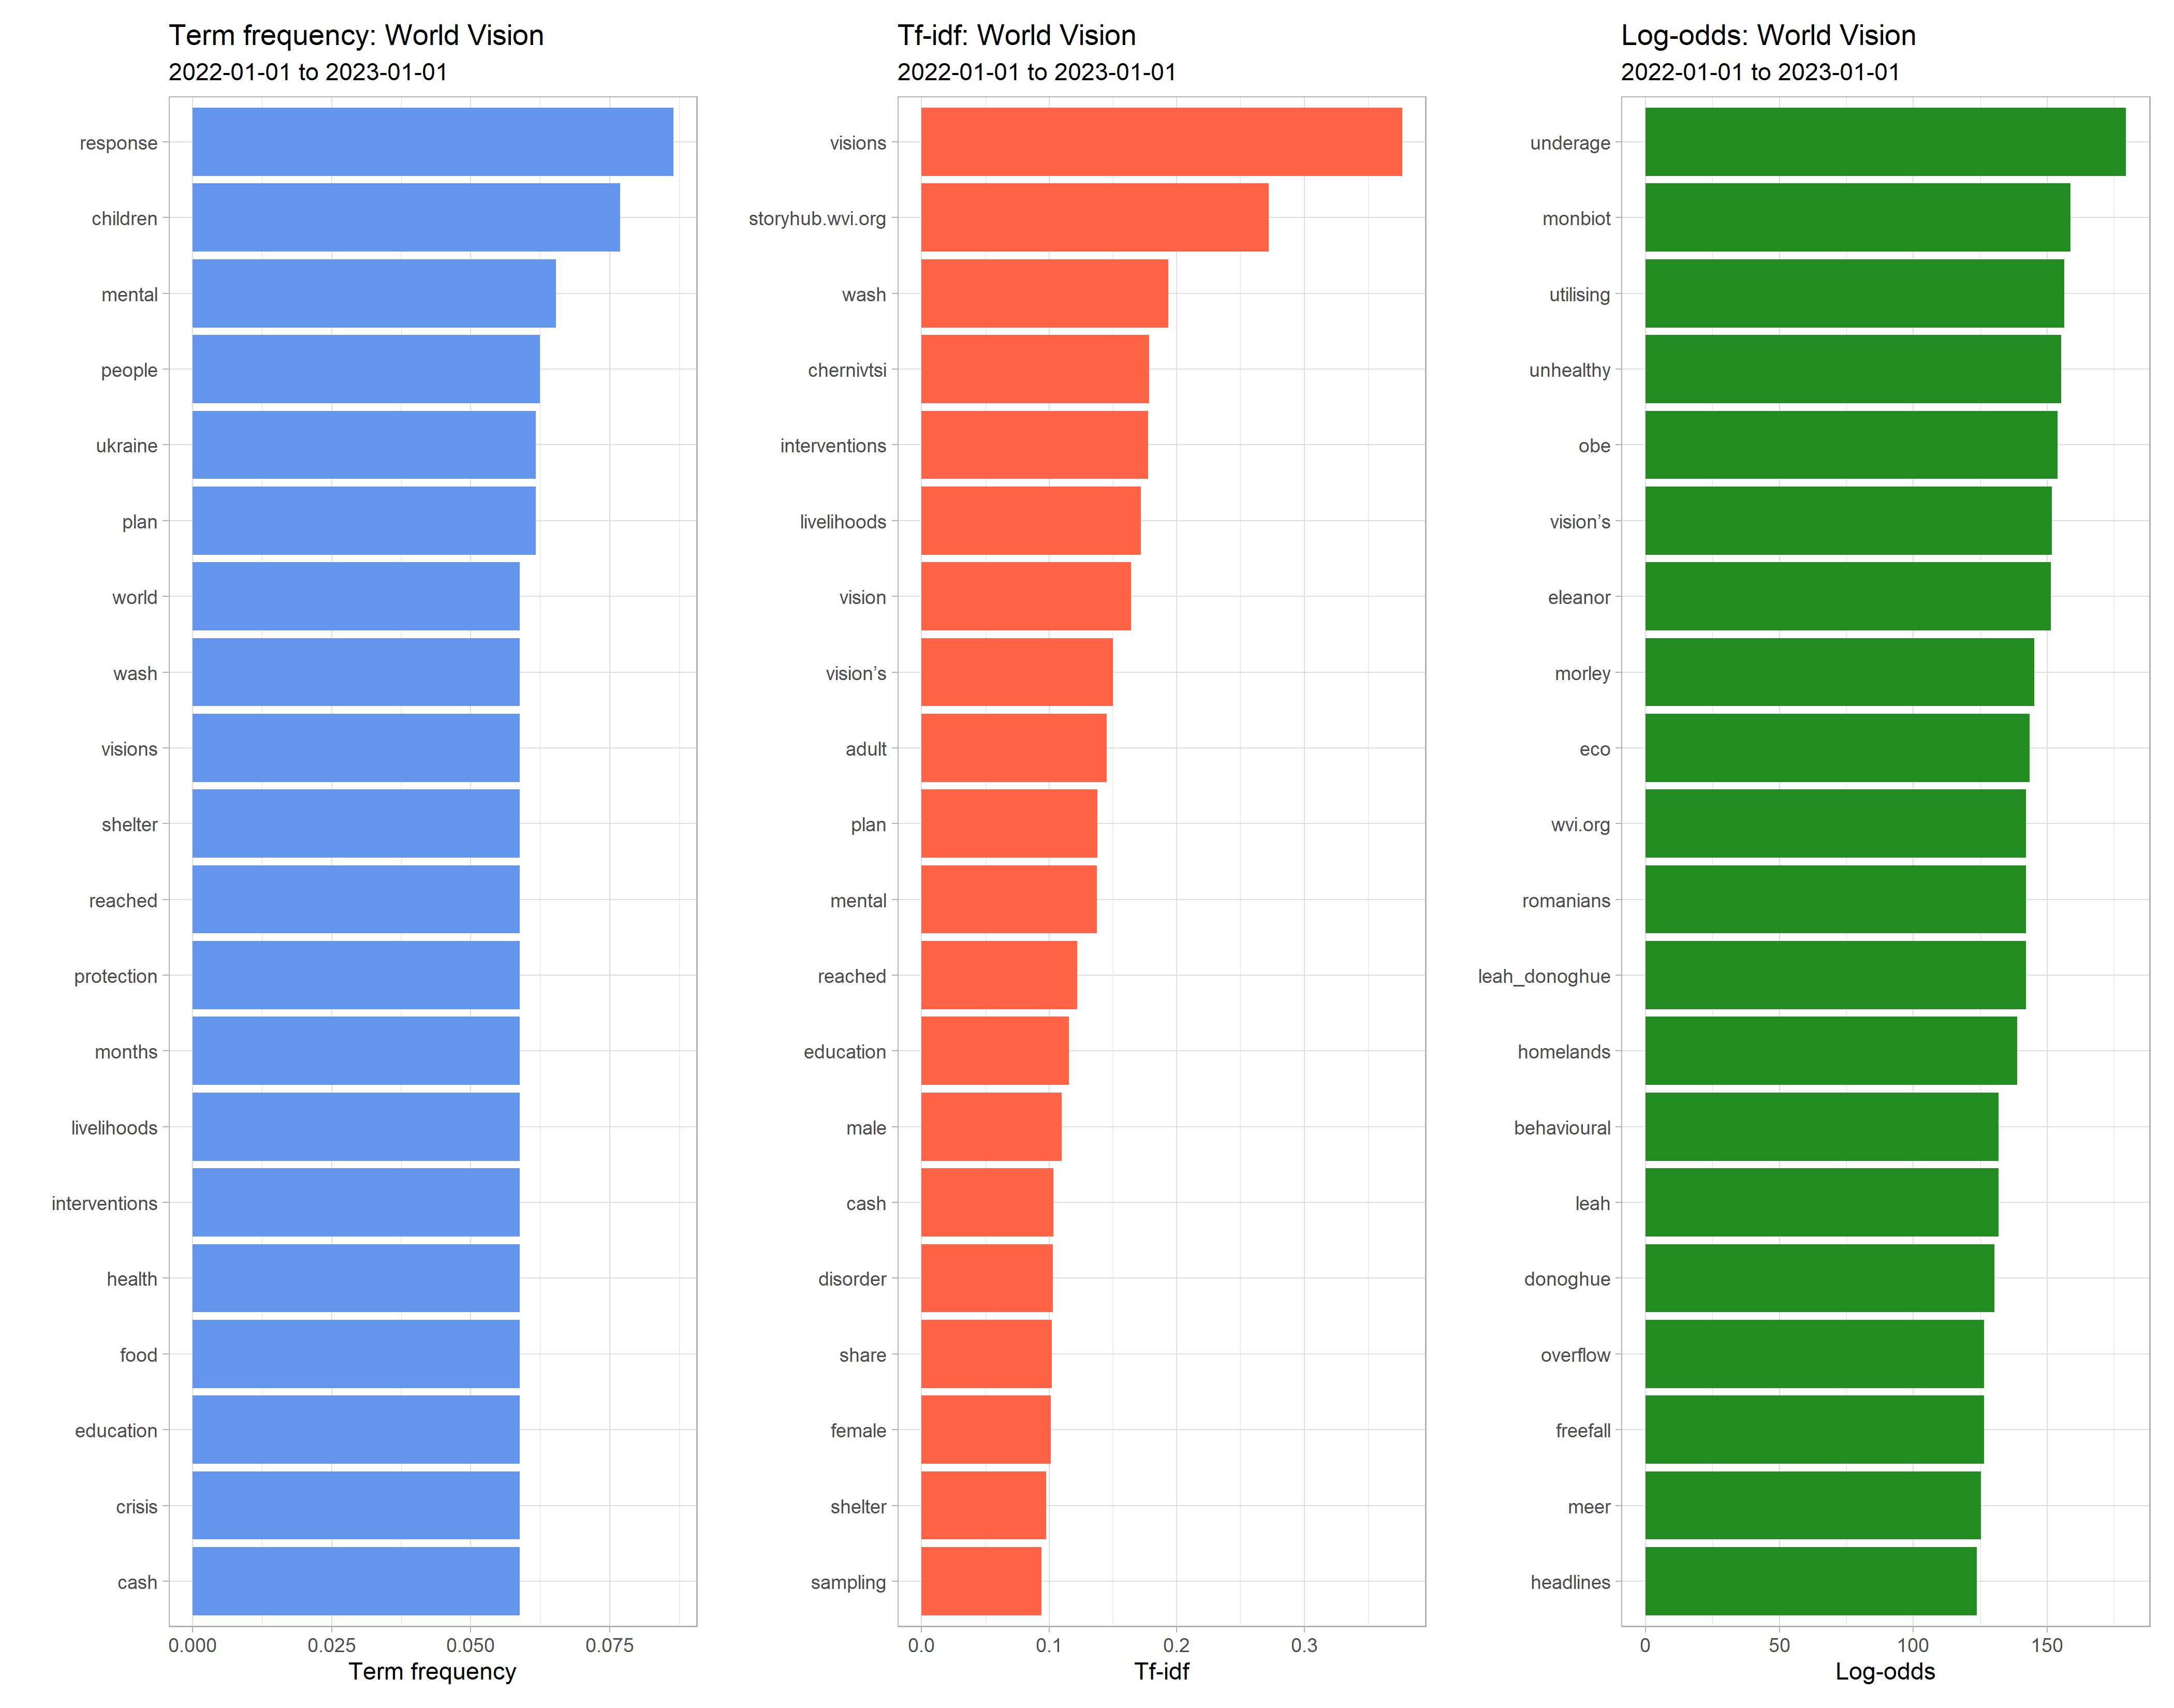 Term frequency: World Vision
2022-01-01 to 2023-01-01
response
children
mental
people
ukraine
plan
world
wash
visions
shelter
reached
protection
months
livelihoods
interventions
health
food
education
crisis
cash
0.000 0.025 0.050 0.075
Term frequency
Tf-idf: World Vision
2022-01-01 to 2023-01-01
visions
storyhub.wvi.org
wash
chernivtsi
interventions
livelihoods
vision
vision’s
adult
plan
mental
reached
education
male
cash
disorder
share
female
shelter
sampling
0.0 0.1 0.2 0.3
Tf-idf
Log-odds: World Vision
2022-01-01 to 2023-01-01
underage
monbiot
utilising
unhealthy
obe
vision’s
eleanor
morley
eco
wvi.org
romanians
leah_donoghue
homelands
behavioural
leah
donoghue
overflow
freefall
meer
headlines
0 50 100 150
Log-odds